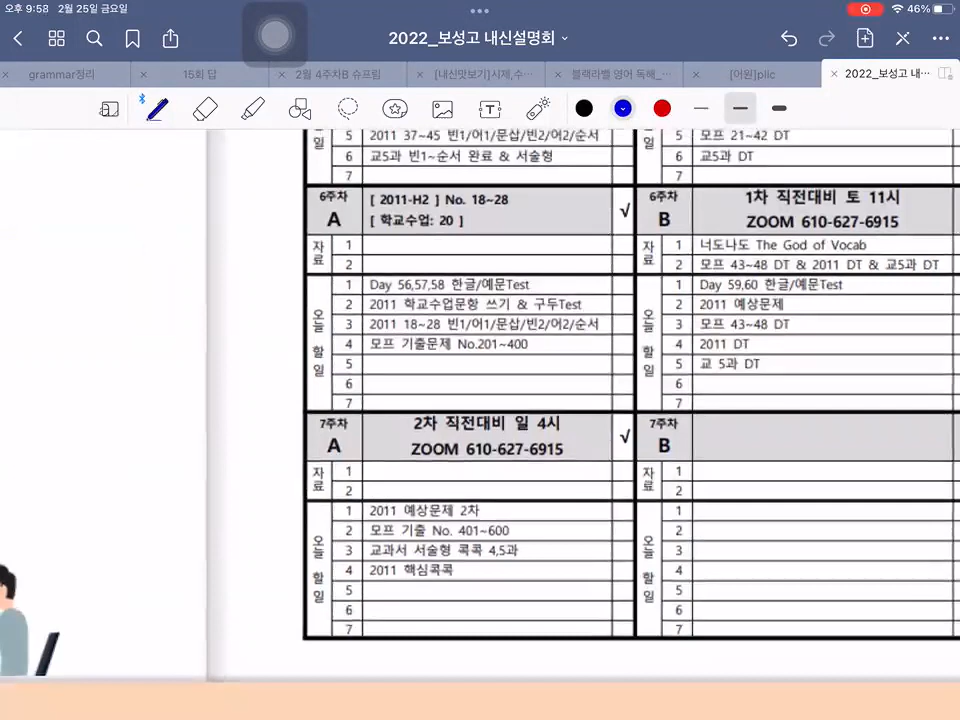 오후 9:58 2월 25일 금요일
46%
2022_보성고 내신설명회
grammar정리
15회 답
2월 4주차B 슈프림
[내신맛보기]시제,수···
블랙라벨 영어 독해_···
[어원]plic
2022_보성고 내···
일 5 2011 37~45 빈1/어1/문삽/빈2/어2/순서
6 교5과 빈1~순서 완료 & 서술형
7
일 5 모프 21~42 DT
6 교5과 DT
7
6주차 A
[ 2011-H2 ] No. 18~28
[ 학교수업: 20 ]
√
자료 1
2
오늘 할 일 1 Day 56,57,58 한글/예문Test
2 2011 학교수업문항 쓰기 & 구두Test
3 2011 18~28 빈1/어1/문삽/빈2/어2/순서
4 모프 기출문제 No.201~400
5
6
7
6주차 B
1차 직전대비 토 11시
ZOOM 610-627-6915
자료 1 너도나도 The God of Vocab
2 모프 43~48 DT & 2011 DT & 교5과 DT
오늘 할 일 1 Day 59,60 한글/예문Test
2 2011 예상문제
3 모프 43~48 DT
4 2011 DT
5 교 5과 DT
6
7
7주차 A
2차 직전대비 일 4시
ZOOM 610-627-6915
√
자료 1
2
오늘 할 일 1 2011 예상문제 2차
2 모프 기출 No. 401~600
3 교과서 서술형 콕콕 4,5과
4 2011 핵심콕콕
5
6
7
7주차 B
자료 1
2
오늘 할 일 1
2
3
4
5
6
7